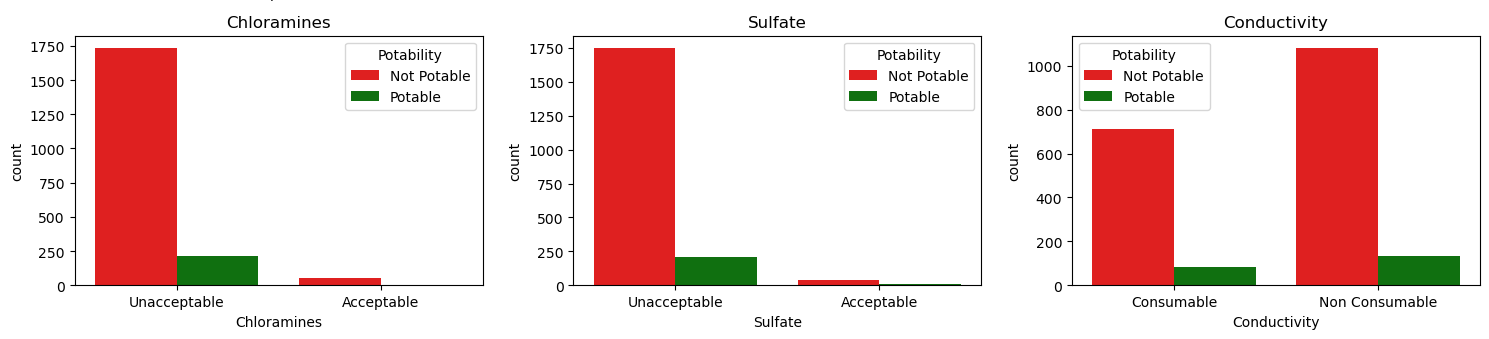 Chloramines
1750
1500
1250
1000
750
500
250
0
count
Potability
Not Potable
Potable
Unacceptable
Acceptable
Chloramines
Sulfate
1750
1500
1250
1000
750
500
250
0
count
Potability
Not Potable
Potable
Unacceptable
Acceptable
Sulfate
Conductivity
1000
800
600
400
200
0
count
Potability
Not Potable
Potable
Consumable
Non Consumable
Conductivity